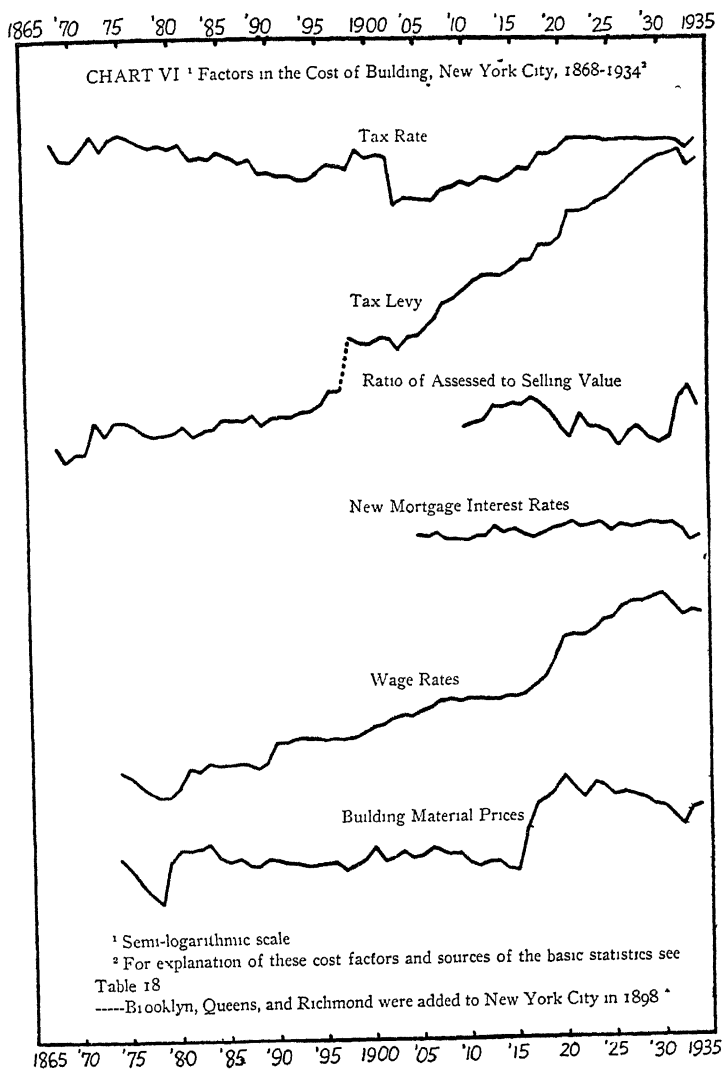 1865 '70 75 '80 '85 '90 '95 1900 '05 '10 '15 '20 '25 '30 1935
CHART VI ¹ Factors in the Cost of Building, New York City, 1868-1934²
Tax Rate
Tax Levy
Ratio of Assessed to Selling Value
New Mortgage Interest Rates
Wage Rates
Building Material Prices
¹ Semi-logarithmic scale
² For explanation of these cost factors and sources of the basic statistics see
Table 18
-----Brooklyn, Queens, and Richmond were added to New York City in 1898
1865 '70 '75 '80 '85 '90 '95 1900 '05 '10 '15 20 '25 '30 1935